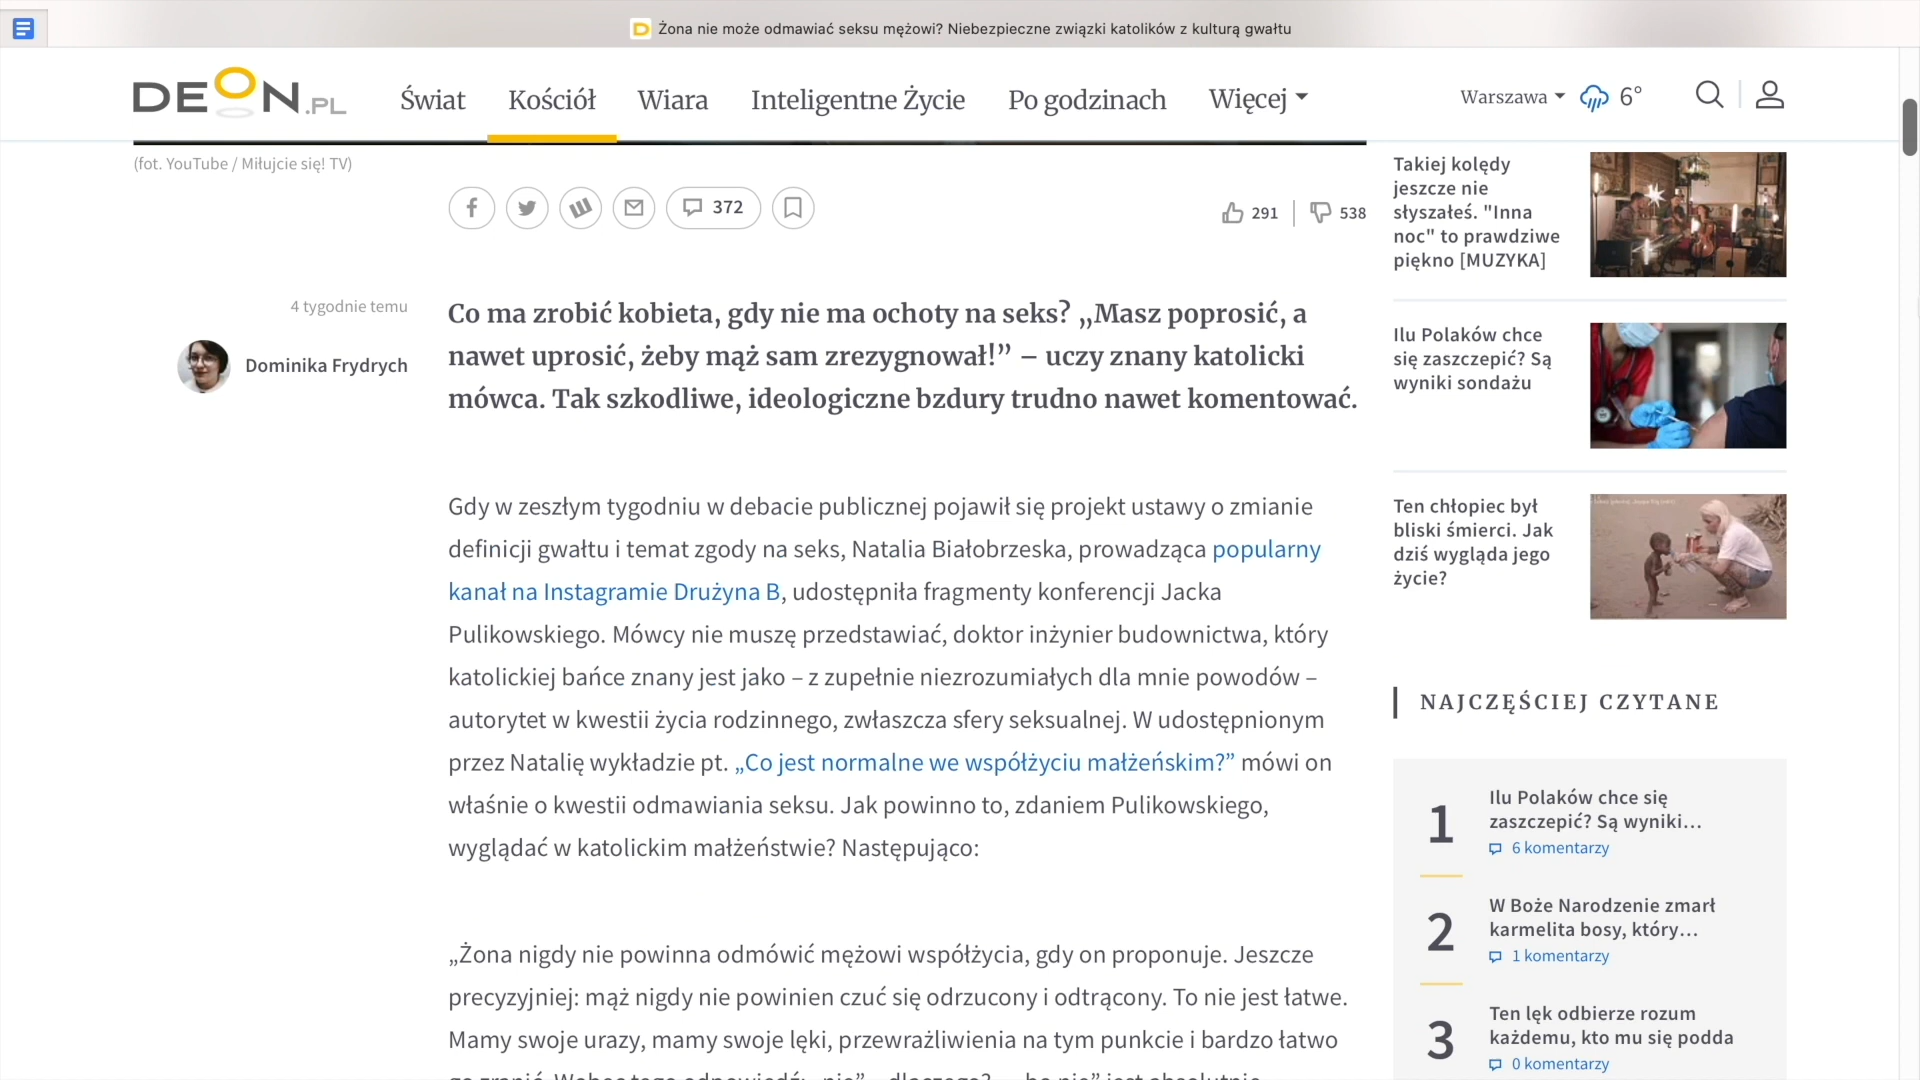 Żona nie może odmawiać seksu mężowi? Niebezpieczne związki katolików z kulturą gwałtu
DEON.PL
Świat
Kościół
Wiara
Inteligentne Życie
Po godzinach
Więcej
Warszawa
6°
(fot. YouTube / Miłujcie się! TV)
372
291
538
4 tygodnie temu
Dominika Frydrych
Co ma zrobić kobieta, gdy nie ma ochoty na seks? „Masz poprosić, a
nawet uprosić, żeby mąż sam zrezygnował!” – uczy znany katolicki
mówca. Tak szkodliwe, ideologiczne bzdury trudno nawet komentować.
Gdy w zeszłym tygodniu w debacie publicznej pojawił się projekt ustawy o zmianie
definicji gwałtu i temat zgody na seks, Natalia Białobrzeska, prowadząca popularny
kanał na Instagramie Drużyna B, udostępniła fragmenty konferencji Jacka
Pulikowskiego. Mówcy nie muszę przedstawiać, doktor inżynier budownictwa, który
katolickiej bańce znany jest jako – z zupełnie niezrozumiałych dla mnie powodów –
autorytet w kwestii życia rodzinnego, zwłaszcza sfery seksualnej. W udostępnionym
przez Natalię wykładzie pt. „Co jest normalne we współżyciu małżeńskim?” mówi on
właśnie o kwestii odmawiania seksu. Jak powinno to, zdaniem Pulikowskiego,
wyglądać w katolickim małżeństwie? Następująco:
„Żona nigdy nie powinna odmówić mężowi współżycia, gdy on proponuje. Jeszcze
precyzyjniej: mąż nigdy nie powinien czuć się odrzucony i odtrącony. To nie jest łatwe.
Mamy swoje urazy, mamy swoje lęki, przewrażliwienia na tym punkcie i bardzo łatwo
Takiej kolędy
jeszcze nie
słyszałeś. "Inna
noc" to prawdziwe
piękno [MUZYKA]
Ilu Polaków chce
się zaszczepić? Są
wyniki sondażu
Ten chłopiec był
bliski śmierci. Jak
dziś wygląda jego
życie?
NAJCZĘŚCIEJ CZYTANE
1
Ilu Polaków chce się
zaszczepić? Są wyniki...
6 komentarzy
2
W Boże Narodzenie zmarł
karmelita bosy, który...
1 komentarzy
3
Ten lęk odbierze rozum
każdemu, kto mu się podda
0 komentarzy